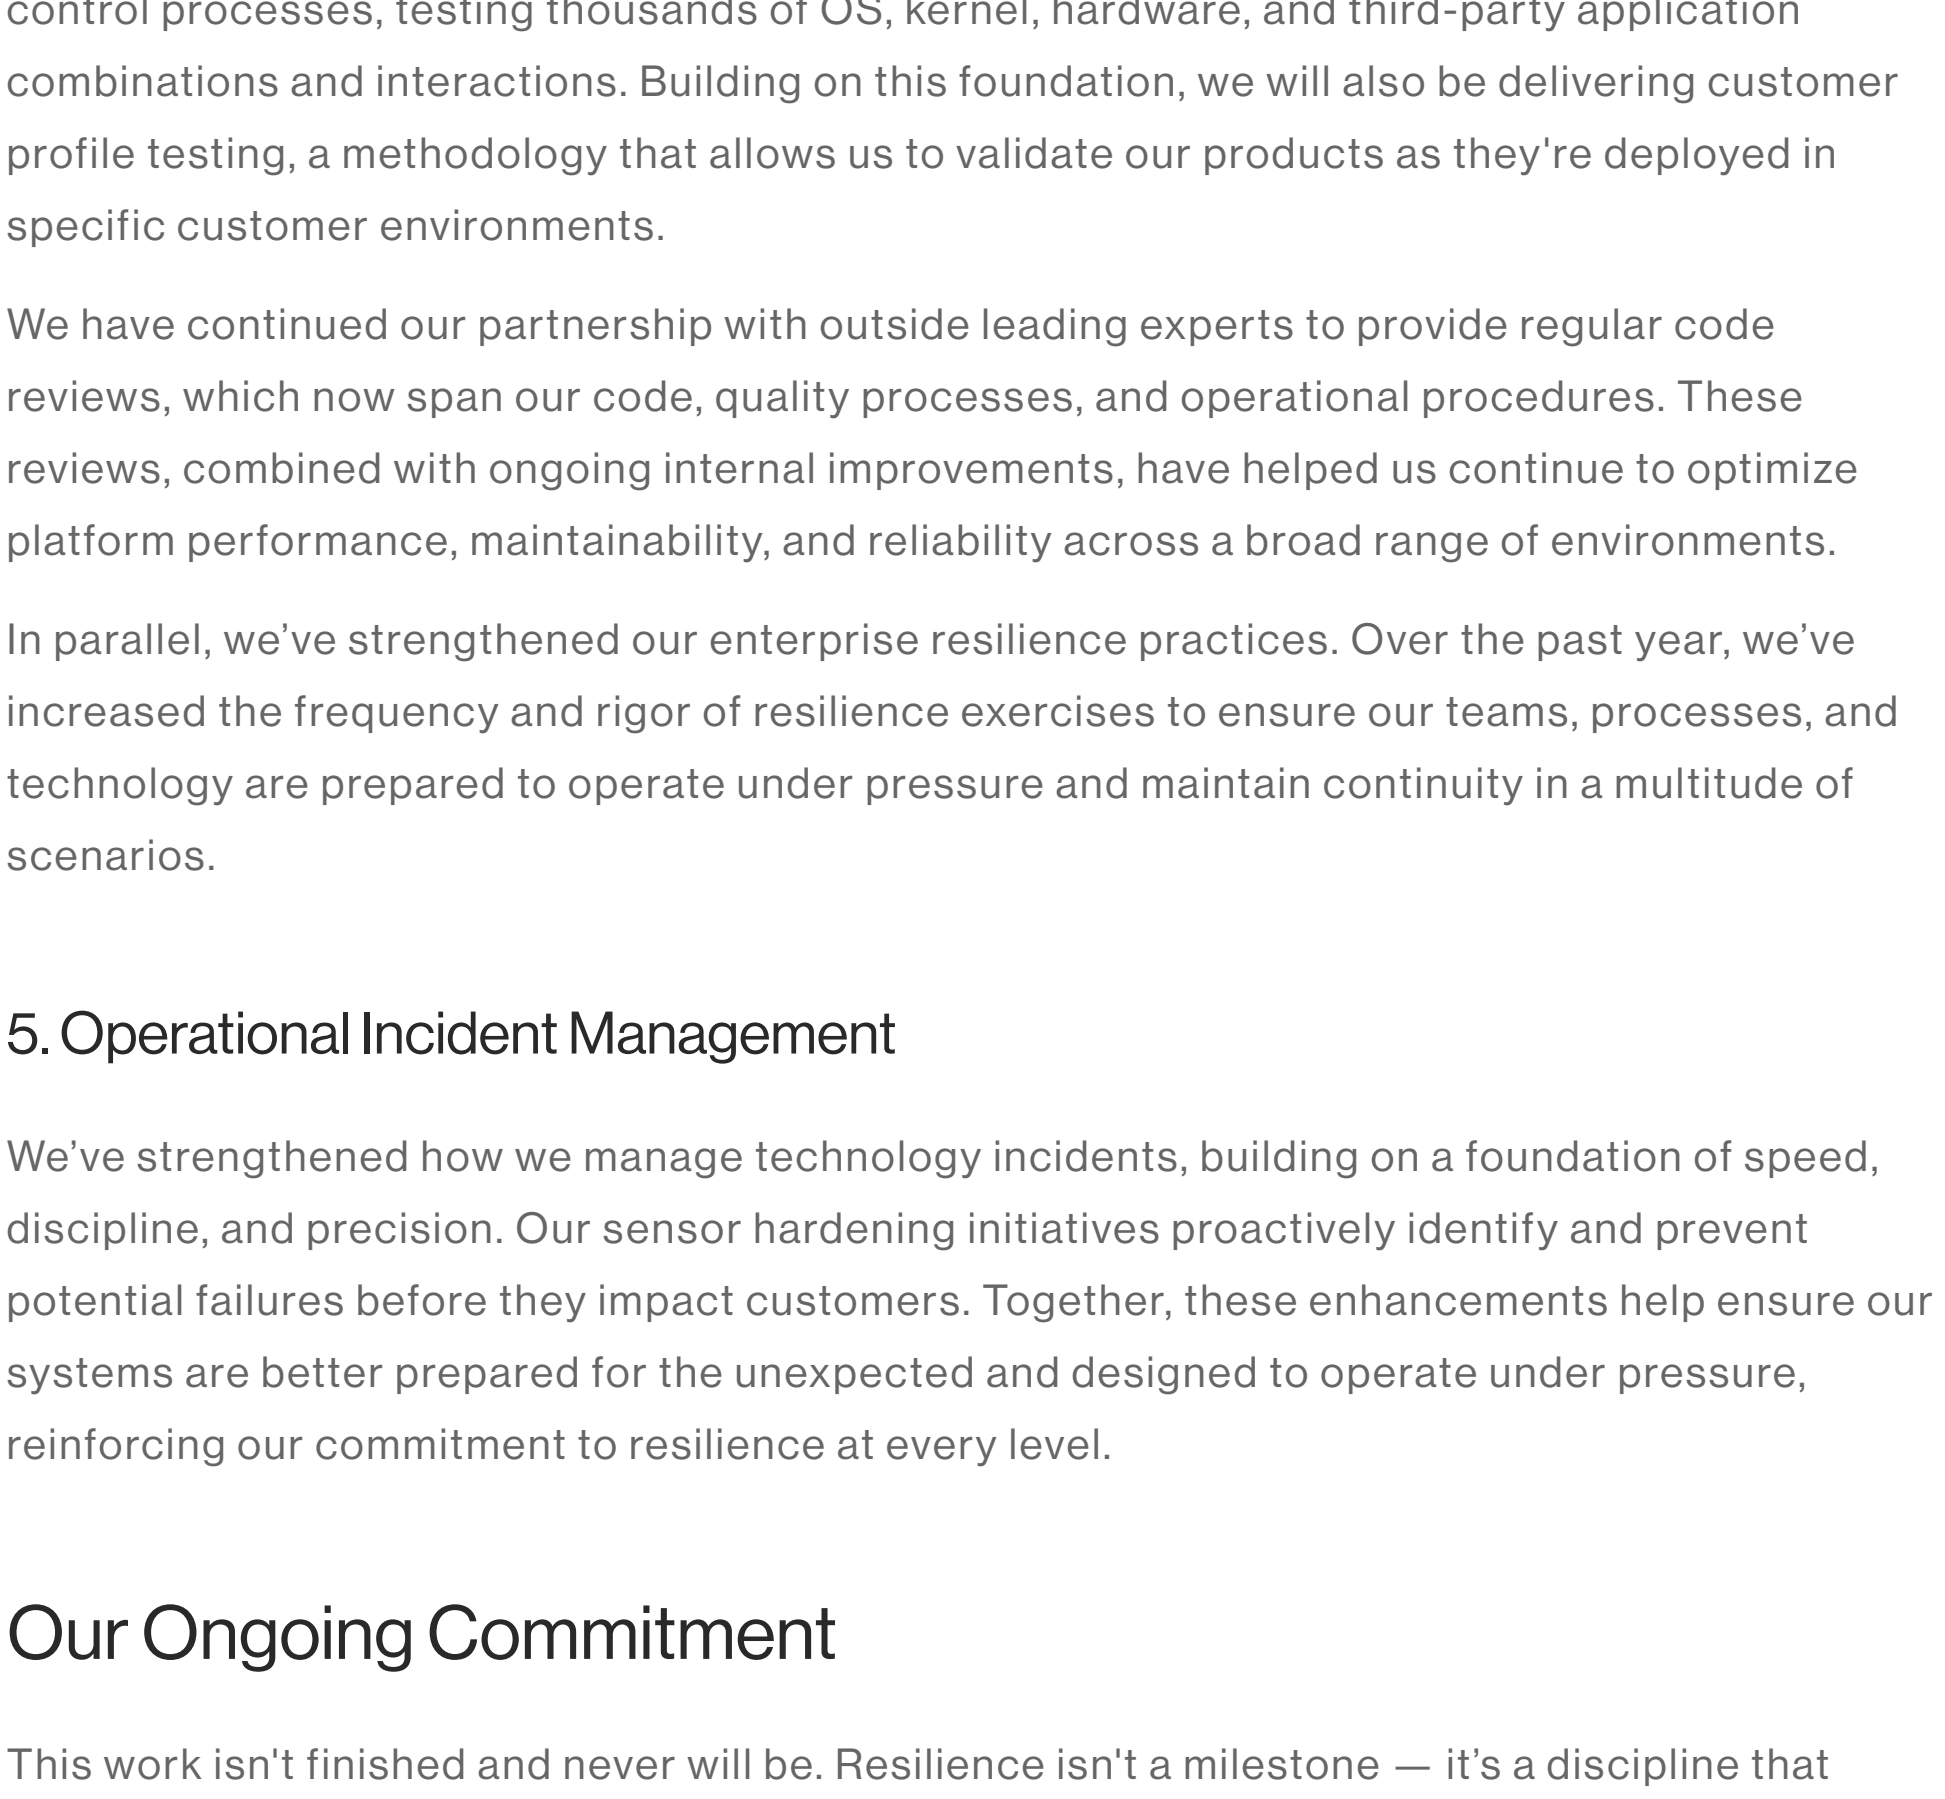 control processes, testing thousands of OS, kernel, hardware, and third-party application
combinations and interactions. Building on this foundation, we will also be delivering customer
profile testing, a methodology that allows us to validate our products as they're deployed in
specific customer environments.
We have continued our partnership with outside leading experts to provide regular code
reviews, which now span our code, quality processes, and operational procedures. These
reviews, combined with ongoing internal improvements, have helped us continue to optimize
platform performance, maintainability, and reliability across a broad range of environments.
In parallel, we’ve strengthened our enterprise resilience practices. Over the past year, we’ve
increased the frequency and rigor of resilience exercises to ensure our teams, processes, and
technology are prepared to operate under pressure and maintain continuity in a multitude of
scenarios.
5. Operational Incident Management
We’ve strengthened how we manage technology incidents, building on a foundation of speed,
discipline, and precision. Our sensor hardening initiatives proactively identify and prevent
potential failures before they impact customers. Together, these enhancements help ensure our
systems are better prepared for the unexpected and designed to operate under pressure,
reinforcing our commitment to resilience at every level.
Our Ongoing Commitment
This work isn't finished and never will be. Resilience isn't a milestone — it’s a discipline that